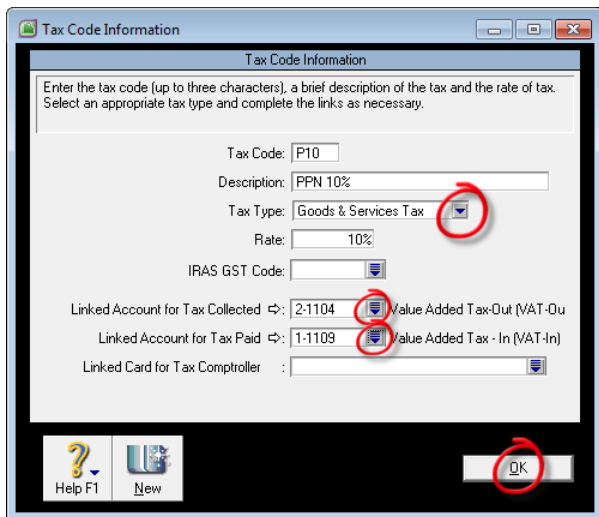 Tax Code Information
Tax Code Information
Enter the tax code (up to three characters), a brief description of the tax and the rate of tax.
Select an appropriate tax type and complete the links as necessary.
Tax Code: P10
Description: PPN 10%
Tax Type: Goods & Services Tax
Rate: 10%
IRAS GST Code:
Linked Account for Tax Collected ⇨: 2-1104 Value Added Tax-Out (VAT-Ou
Linked Account for Tax Paid ⇨: 1-1109 Value Added Tax - In (VAT-In)
Linked Card for Tax Comptroller :
Help F1 New OK